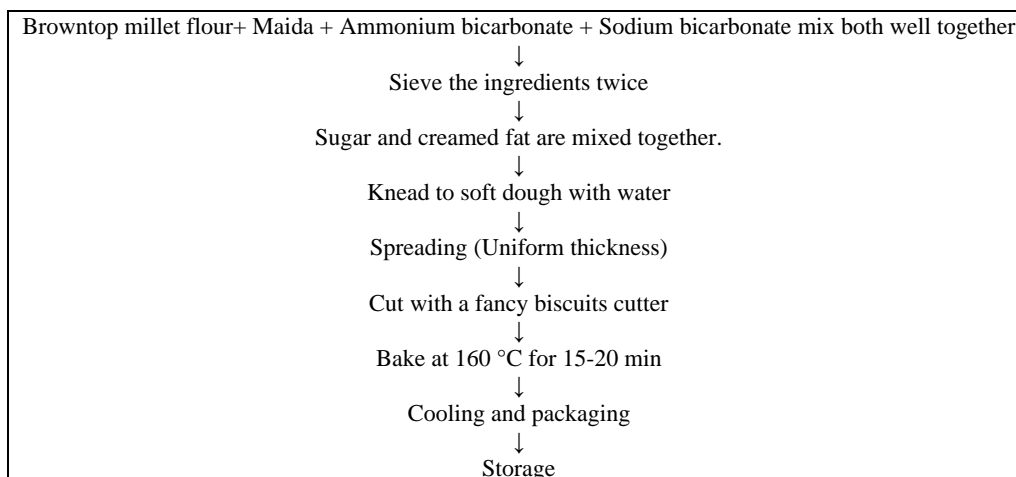 Browntop millet flour+ Maida + Ammonium bicarbonate + Sodium bicarbonate mix both well together
↓
Sieve the ingredients twice
↓
Sugar and creamed fat are mixed together.
↓
Knead to soft dough with water
↓
Spreading (Uniform thickness)
↓
Cut with a fancy biscuits cutter
↓
Bake at 160 °C for 15-20 min
↓
Cooling and packaging
↓
Storage